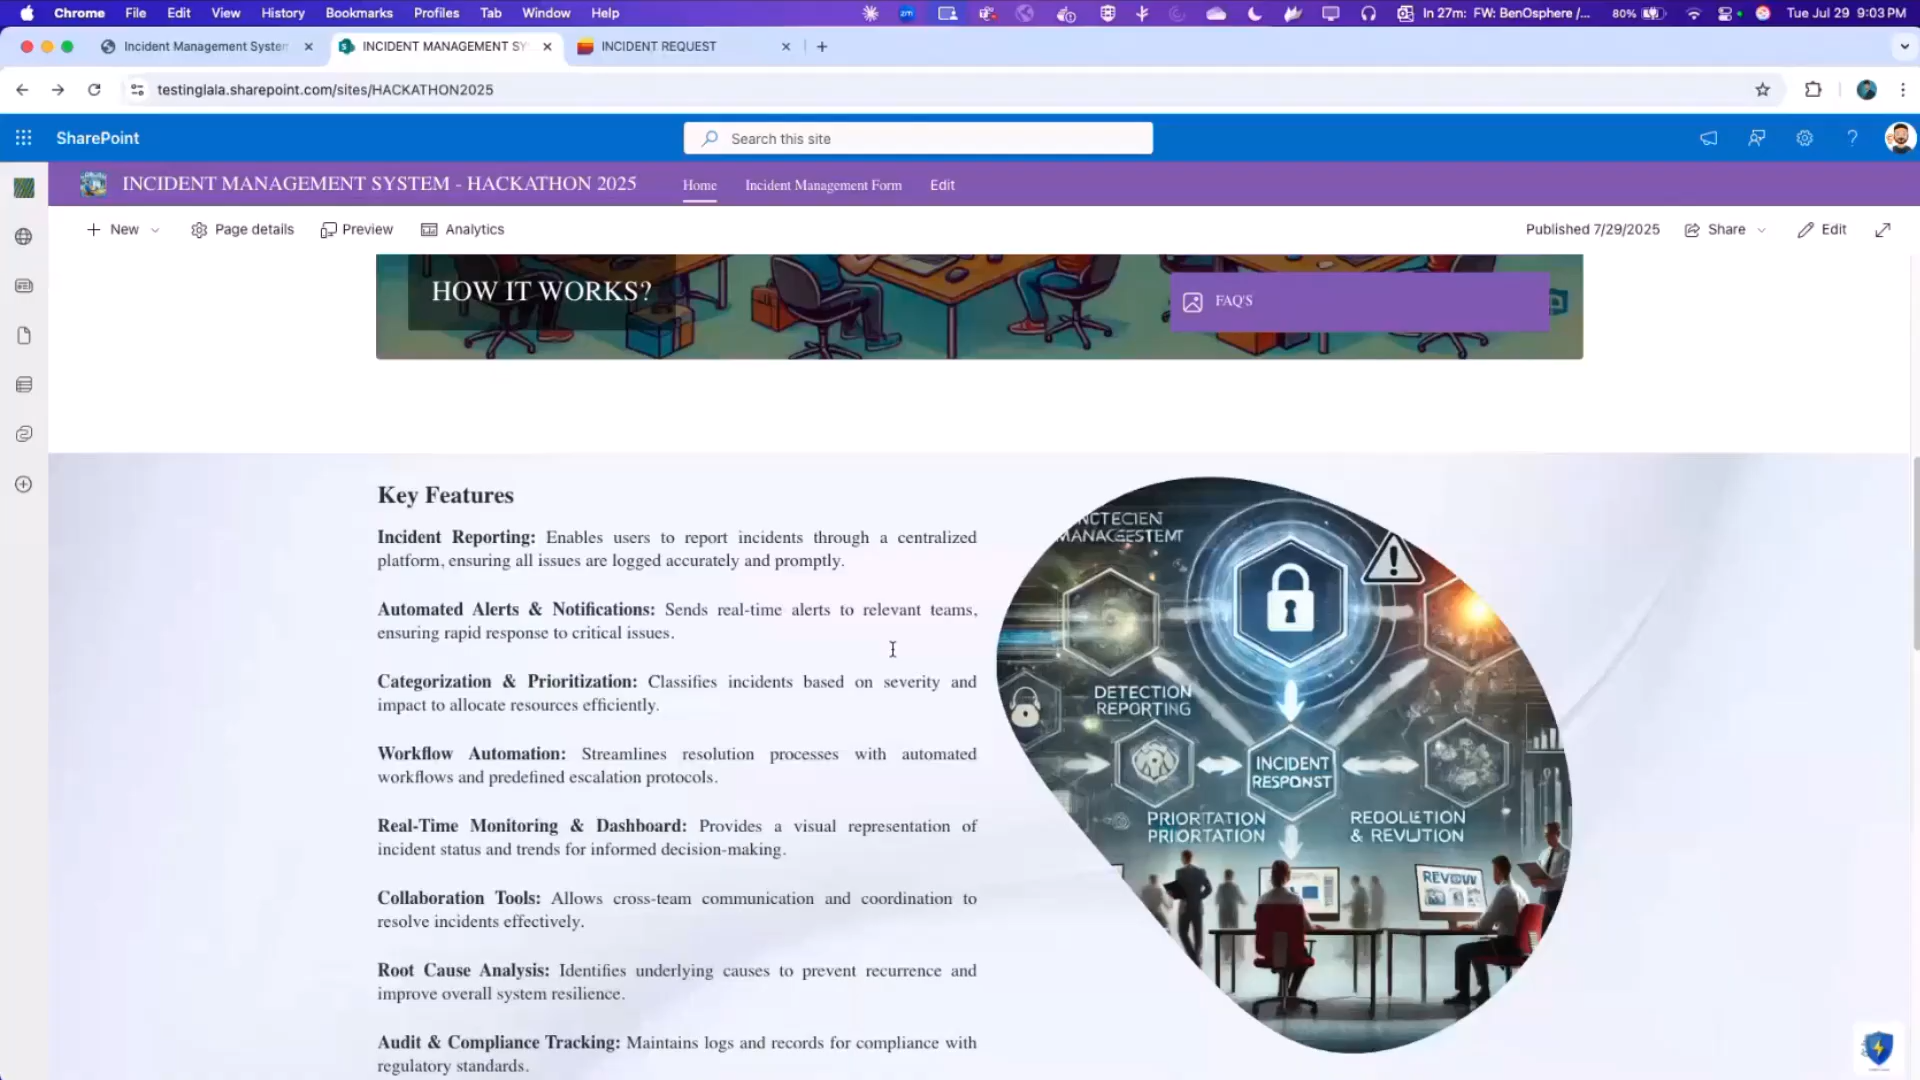 Chrome File Edit View History Bookmarks Profiles Tab Window Help In 27m: FW: BenOsphere /... 80% Tue Jul 29 9:03 PM
Incident Management System INCIDENT MANAGEMENT SY INCIDENT REQUEST
testinglala.sharepoint.com/sites/HACKATHON2025
SharePoint Search this site
INCIDENT MANAGEMENT SYSTEM - HACKATHON 2025 Home Incident Management Form Edit
New Page details Preview Analytics Published 7/29/2025 Share Edit
HOW IT WORKS?
FAQ'S
Key Features
Incident Reporting: Enables users to report incidents through a centralized
platform, ensuring all issues are logged accurately and promptly.
Automated Alerts & Notifications: Sends real-time alerts to relevant teams,
ensuring rapid response to critical issues.
Categorization & Prioritization: Classifies incidents based on severity and
impact to allocate resources efficiently.
Workflow Automation: Streamlines resolution processes with automated
workflows and predefined escalation protocols.
Real-Time Monitoring & Dashboard: Provides a visual representation of
incident status and trends for informed decision-making.
Collaboration Tools: Allows cross-team communication and coordination to
resolve incidents effectively.
Root Cause Analysis: Identifies underlying causes to prevent recurrence and
improve overall system resilience.
Audit & Compliance Tracking: Maintains logs and records for compliance with
regulatory standards.
NCTECIEN
MANAGESTEMT
DETECTION
REPORTING
INCIDENT
RESPONST
PRIORTATION
PRIORTATION
REDOLETION
& REVLUTION
REVIOUW